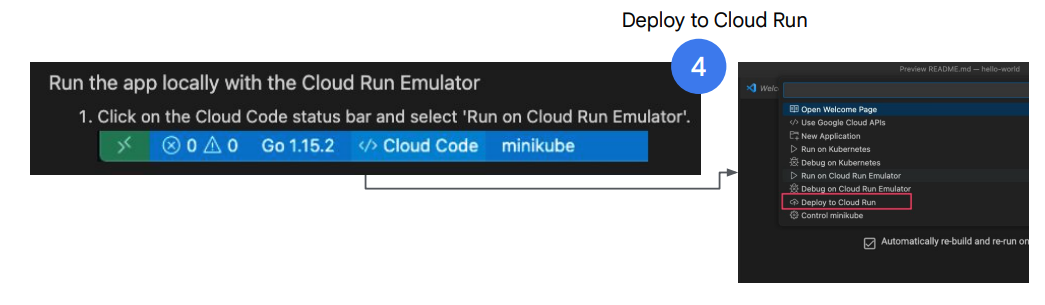 Deploy to Cloud Run
4
Run the app locally with the Cloud Run Emulator
1. Click on the Cloud Code status bar and select 'Run on Cloud Run Emulator'.
0 0 Go 1.15.2 </> Cloud Code minikube
Preview README.md — hello-world
Welc
Open Welcome Page
</> Use Google Cloud APIs
New Application
Run on Kubernetes
Debug on Kubernetes
Run on Cloud Run Emulator
Debug on Cloud Run Emulator
Deploy to Cloud Run
Control minikube
Automatically re-build and re-run on